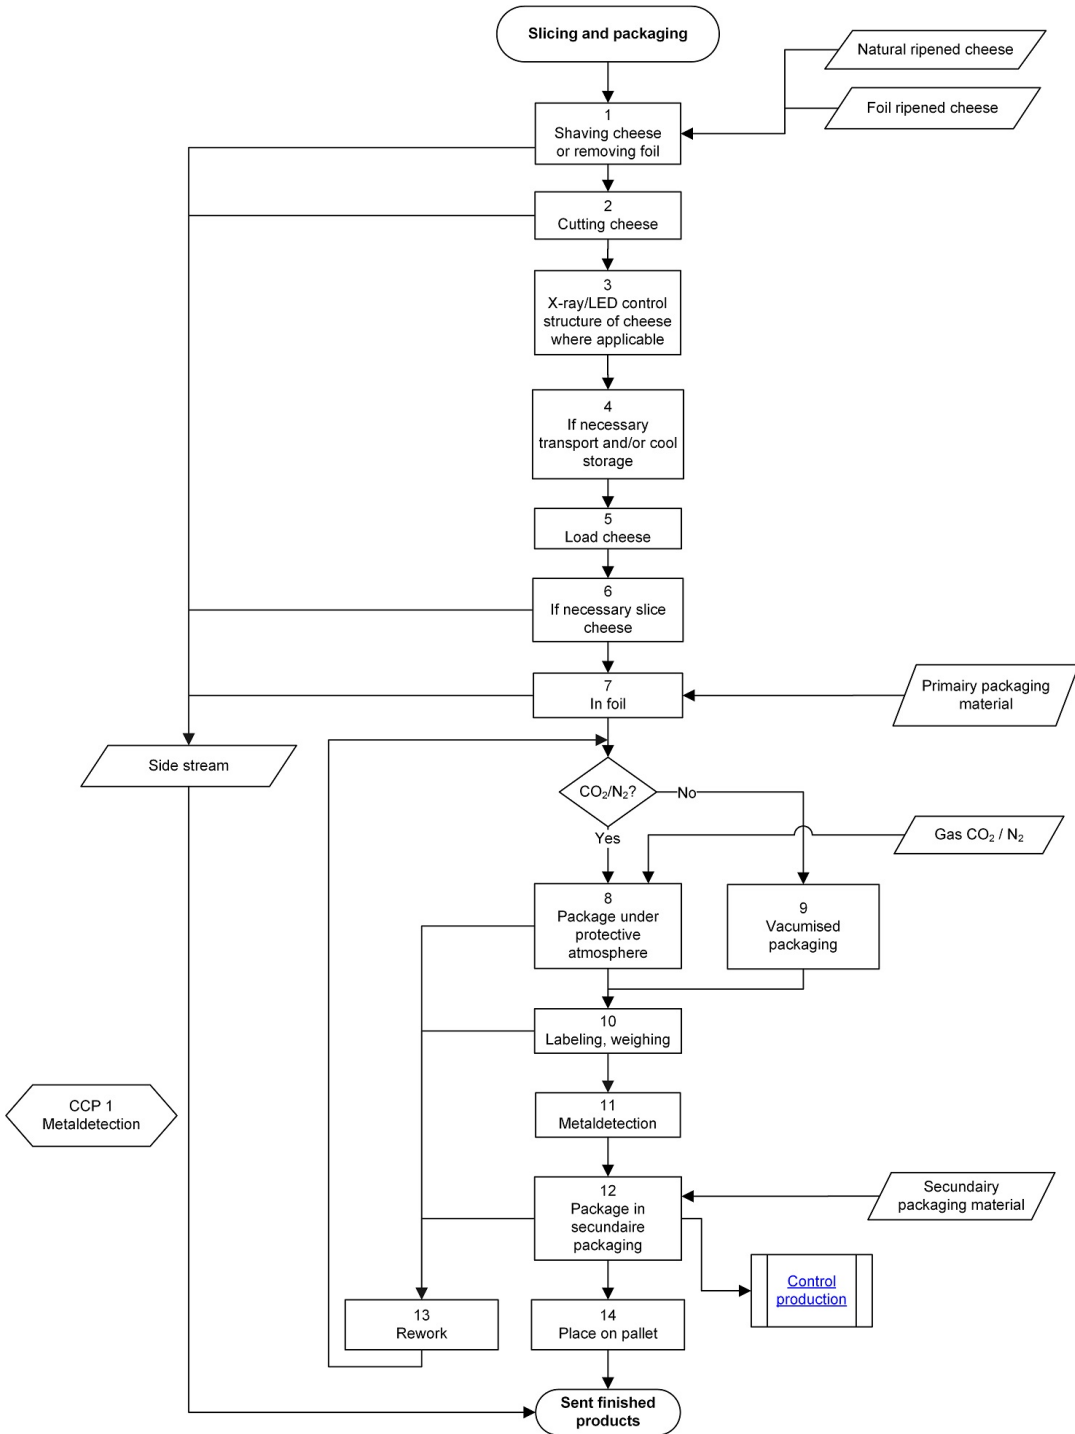 Slicing and packaging
Natural ripened cheese
Foil ripened cheese
1
Shaving cheese
or removing foil
2
Cutting cheese
3
X-ray/LED control
structure of cheese
where applicable
4
If necessary
transport and/or cool
storage
5
Load cheese
6
If necessary slice
cheese
7
In foil
Primairy packaging
material
Side stream
CO₂/N₂?
No
Yes
Gas CO₂ / N₂
8
Package under
protective
atmosphere
9
Vacumised
packaging
10
Labeling, weighing
CCP 1
Metaldetection
11
Metaldetection
12
Package in
secundaire
packaging
Secundairy
packaging material
Control
production
13
Rework
14
Place on pallet
Sent finished
products